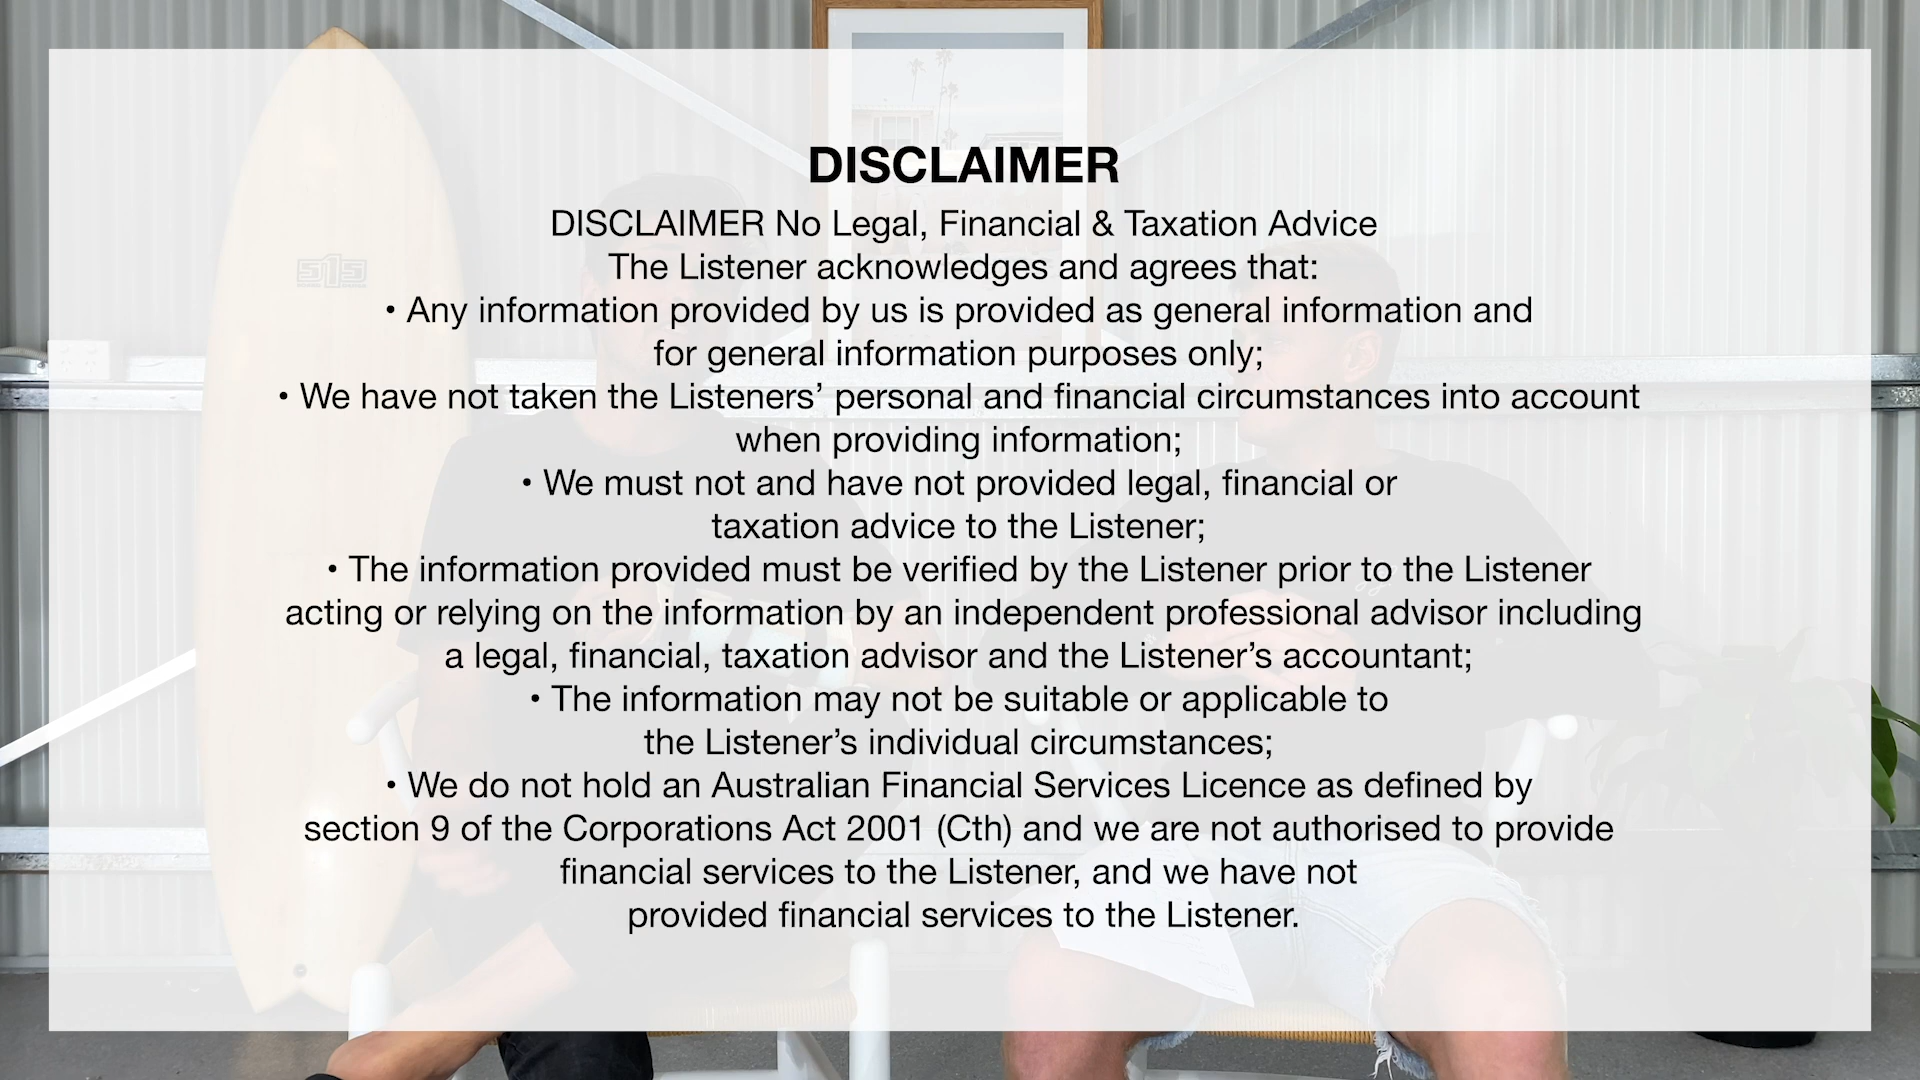 DISCLAIMER
DISCLAIMER No Legal, Financial & Taxation Advice
The Listener acknowledges and agrees that:
• Any information provided by us is provided as general information and
for general information purposes only;
• We have not taken the Listeners’ personal and financial circumstances into account
when providing information;
• We must not and have not provided legal, financial or
taxation advice to the Listener;
• The information provided must be verified by the Listener prior to the Listener
acting or relying on the information by an independent professional advisor including
a legal, financial, taxation advisor and the Listener’s accountant;
• The information may not be suitable or applicable to
the Listener’s individual circumstances;
• We do not hold an Australian Financial Services Licence as defined by
section 9 of the Corporations Act 2001 (Cth) and we are not authorised to provide
financial services to the Listener, and we have not
provided financial services to the Listener.
S1S